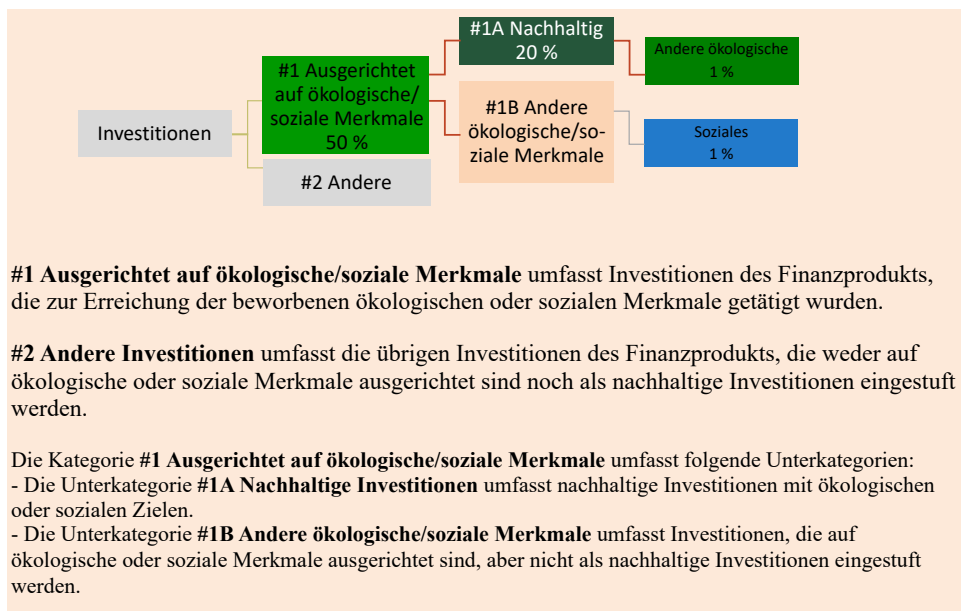 #1A Nachhaltig
20 %
Andere ökologische
1 %
#1 Ausgerichtet
auf ökologische/
soziale Merkmale
50 %
#1B Andere
ökologische/so-
ziale Merkmale
Investitionen
Soziales
1 %
#2 Andere
#1 Ausgerichtet auf ökologische/soziale Merkmale umfasst Investitionen des Finanzprodukts,
die zur Erreichung der beworbenen ökologischen oder sozialen Merkmale getätigt wurden.
#2 Andere Investitionen umfasst die übrigen Investitionen des Finanzprodukts, die weder auf
ökologische oder soziale Merkmale ausgerichtet sind noch als nachhaltige Investitionen eingestuft
werden.
Die Kategorie #1 Ausgerichtet auf ökologische/soziale Merkmale umfasst folgende Unterkategorien:
- Die Unterkategorie #1A Nachhaltige Investitionen umfasst nachhaltige Investitionen mit ökologischen
oder sozialen Zielen.
- Die Unterkategorie #1B Andere ökologische/soziale Merkmale umfasst Investitionen, die auf
ökologische oder soziale Merkmale ausgerichtet sind, aber nicht als nachhaltige Investitionen eingestuft
werden.